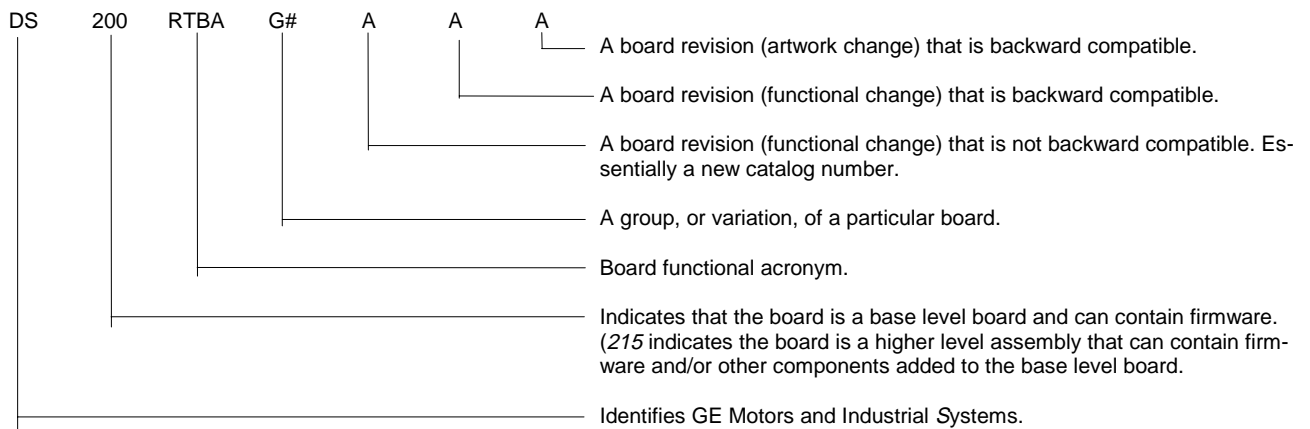 DS 200 RTBA G# A A A
A board revision (artwork change) that is backward compatible.
A board revision (functional change) that is backward compatible.
A board revision (functional change) that is not backward compatible. Es-
sentially a new catalog number.
A group, or variation, of a particular board.
Board functional acronym.
Indicates that the board is a base level board and can contain firmware.
(215 indicates the board is a higher level assembly that can contain firm-
ware and/or other components added to the base level board.
Identifies GE Motors and Industrial Systems.